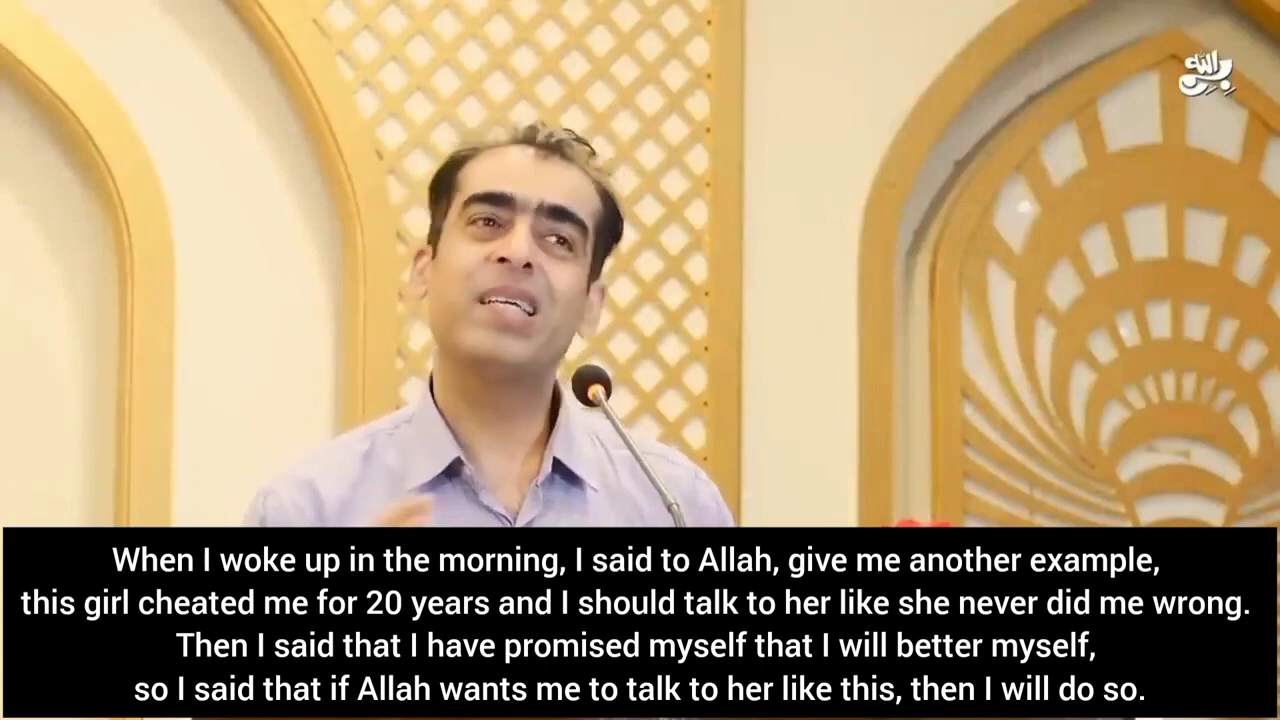 بِسِ اللّٰه
When I woke up in the morning, I said to Allah, give me another example,
this girl cheated me for 20 years and I should talk to her like she never did me wrong.
Then I said that I have promised myself that I will better myself,
so I said that if Allah wants me to talk to her like this, then I will do so.